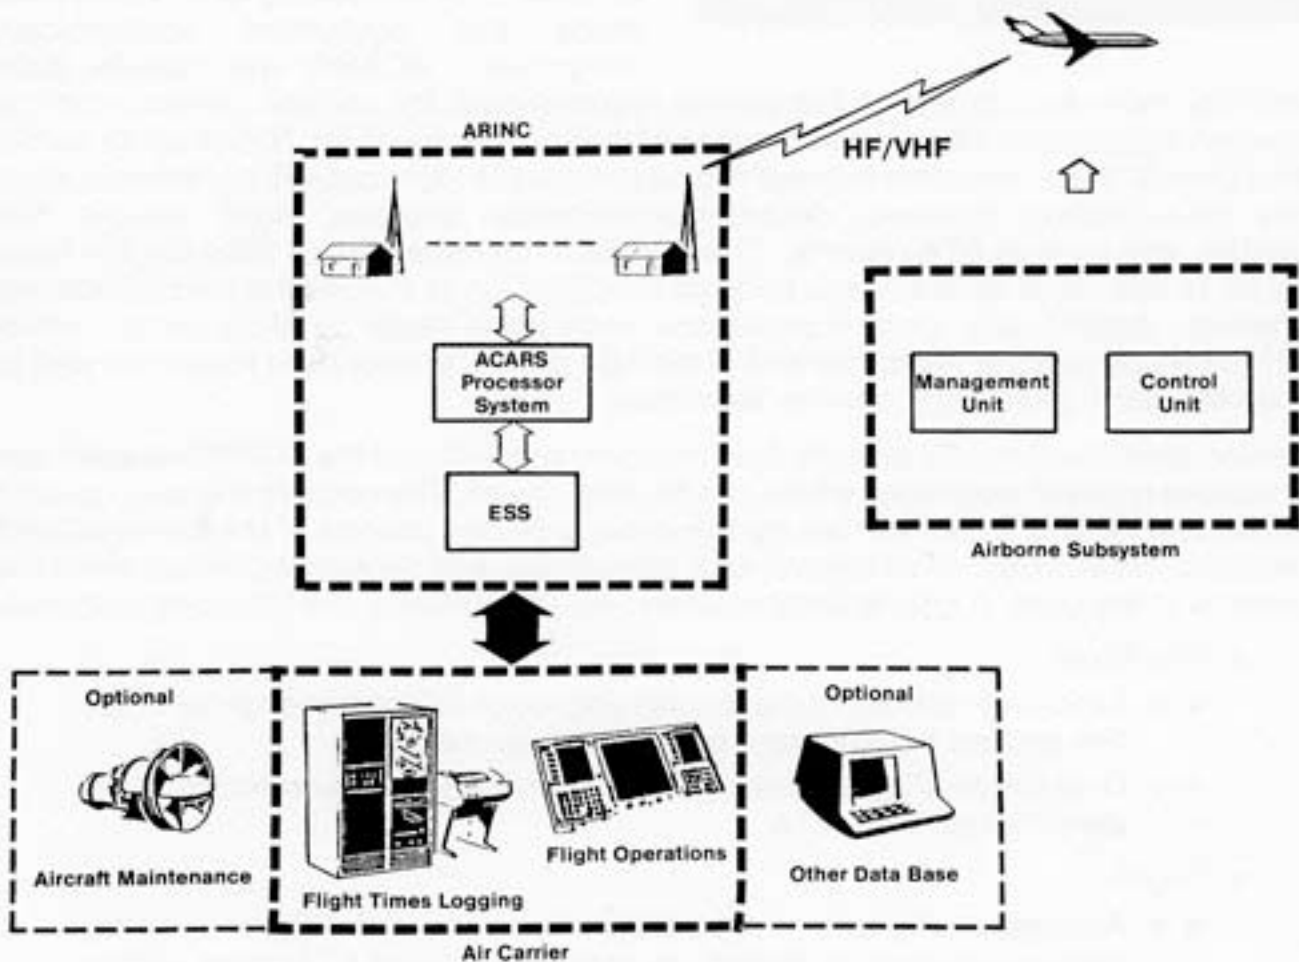 ARINC
HF/VHF
ACARS
Processor
System
ESS
Management
Unit
Control
Unit
Airborne Subsystem
Optional
Aircraft Maintenance
Flight Times Logging
Flight Operations
Optional
Other Data Base
Air Carrier